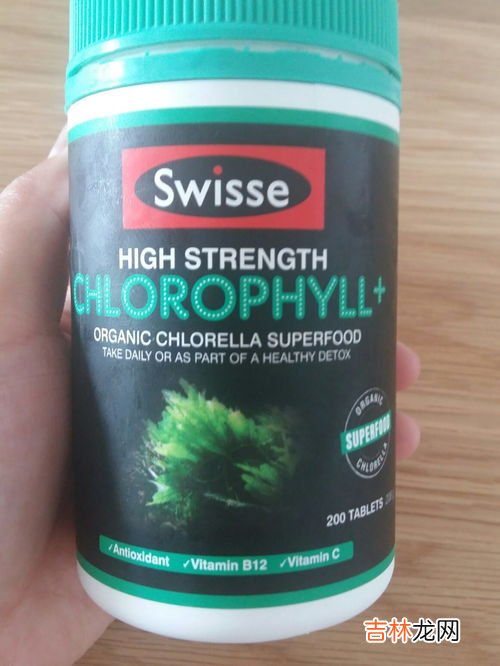 Swisse
HIGH STRENGTH
CHLOROPHYLL+
ORGANIC CHLORELLA SUPERFOOD
TAKE DAILY OR AS PART OF A HEALTHY DETOX
ORGANIC
SUPERFOOD
CHLORELLA
200 TABLETS
✓Antioxidant ✓Vitamin B12 ✓Vitamin C
吉林龙网